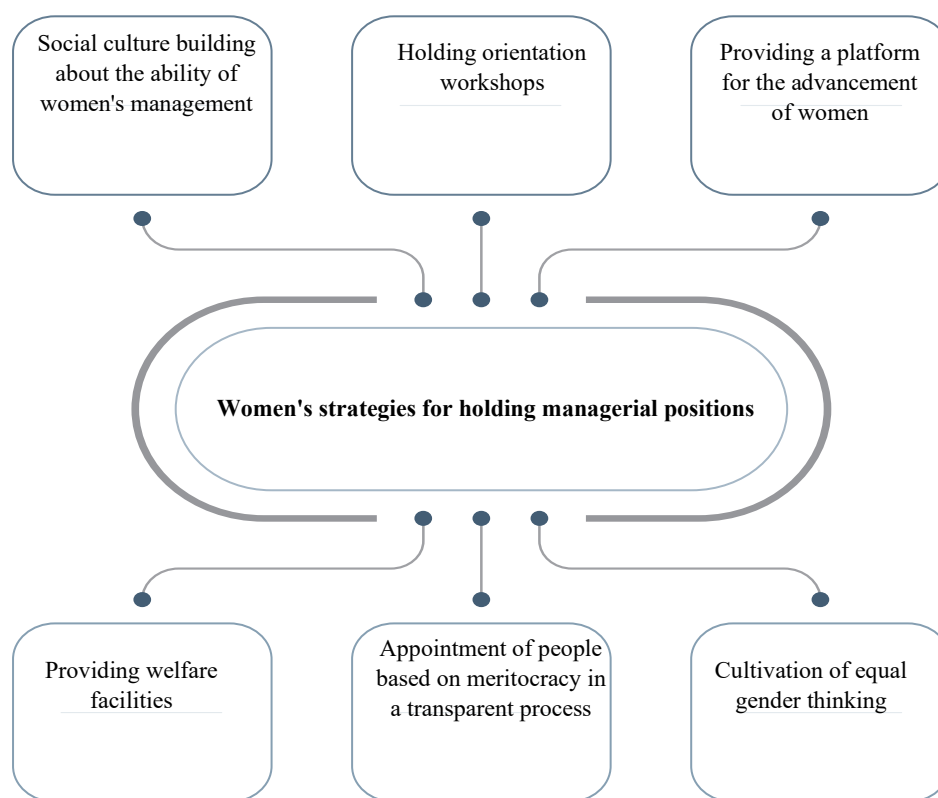 Social culture building
about the ability of
women's management
Holding orientation
workshops
Providing a platform
for the advancement
of women
Women's strategies for holding managerial positions
Providing welfare
facilities
Appointment of people
based on meritocracy in
a transparent process
Cultivation of equal
gender thinking